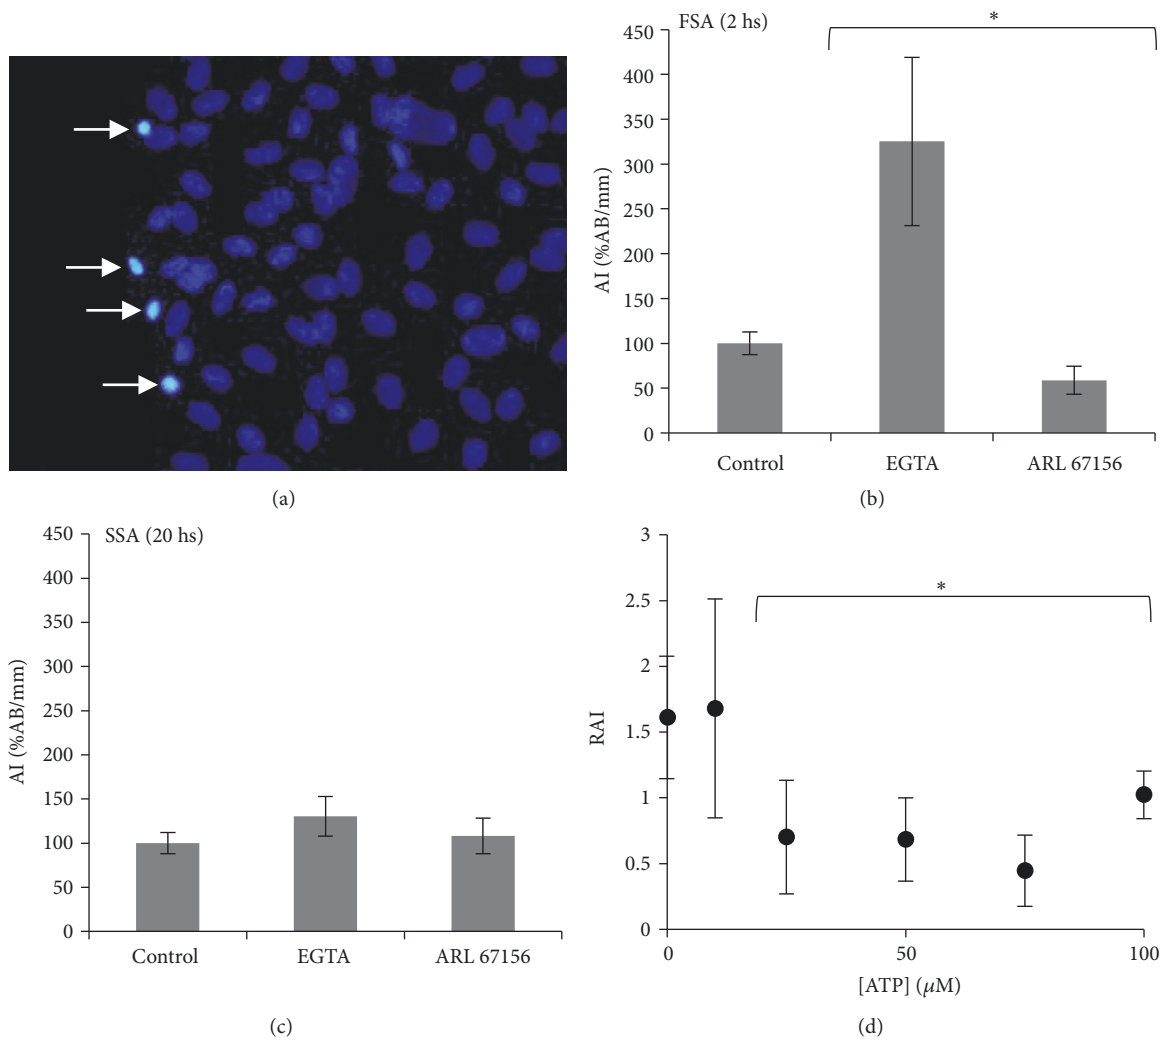 (a)
FSA (2 hs)
*
450
400
350
300
250
200
150
100
50
0
AI (%AB/mm)
Control EGTA ARL 67156
(b)
SSA (20 hs)
450
400
350
300
250
200
150
100
50
0
AI (%AB/mm)
Control EGTA ARL 67156
(c)
3
2.5
2
1.5
1
0.5
0
*
RAI
0 50 100
[ATP] (μM)
(d)